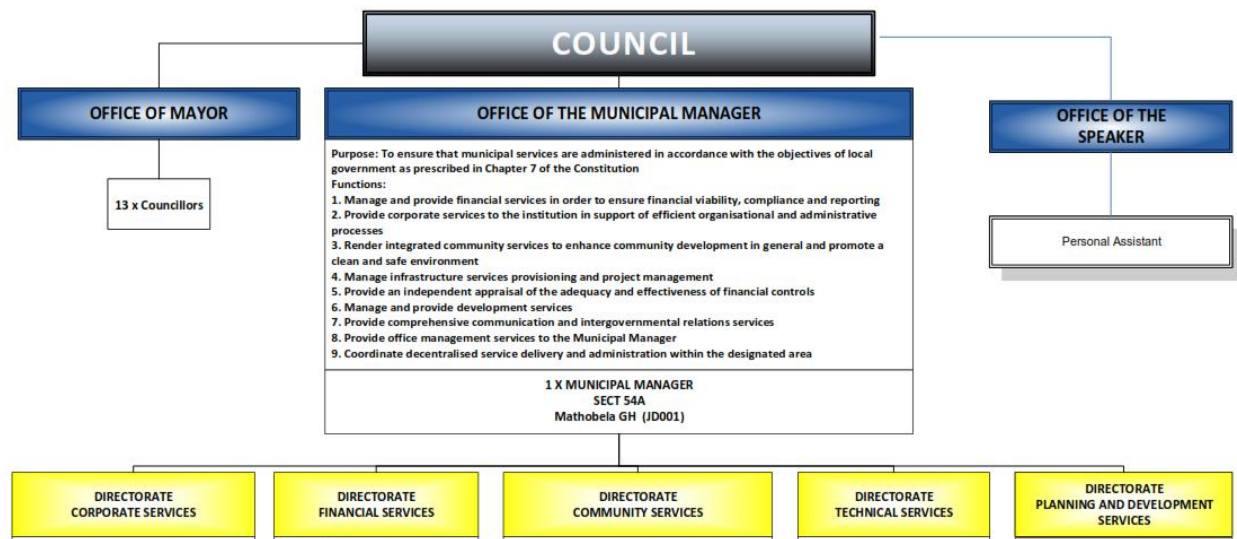 COUNCIL
OFFICE OF MAYOR
13 x Councillors
OFFICE OF THE MUNICIPAL MANAGER
Purpose: To ensure that municipal services are administered in accordance with the objectives of local
government as prescribed in Chapter 7 of the Constitution
Functions:
1. Manage and provide financial services in order to ensure financial viability, compliance and reporting
2. Provide corporate services to the institution in support of efficient organisational and administrative
processes
3. Render integrated community services to enhance community development in general and promote a
clean and safe environment
4. Manage infrastructure services provisioning and project management
5. Provide an independent appraisal of the adequacy and effectiveness of financial controls
6. Manage and provide development services
7. Provide comprehensive communication and intergovernmental relations services
8. Provide office management services to the Municipal Manager
9. Coordinate decentralised service delivery and administration within the designated area
1 X MUNICIPAL MANAGER
SECT 54A
Mathobela GH (JD001)
OFFICE OF THE
SPEAKER
Personal Assistant
DIRECTORATE
CORPORATE SERVICES
DIRECTORATE
FINANCIAL SERVICES
DIRECTORATE
COMMUNITY SERVICES
DIRECTORATE
TECHNICAL SERVICES
DIRECTORATE
PLANNING AND DEVELOPMENT
SERVICES